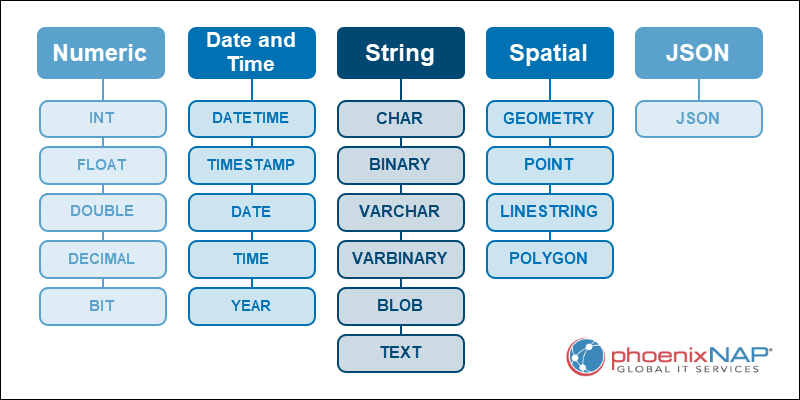 Numeric
INT
FLOAT
DOUBLE
DECIMAL
BIT
Date and
Time
DATETIME
TIMESTAMP
DATE
TIME
YEAR
String
CHAR
BINARY
VARCHAR
VARBINARY
BLOB
TEXT
Spatial
GEOMETRY
POINT
LINESTRING
POLYGON
JSON
JSON
phoenixNAP®
GLOBAL IT SERVICES